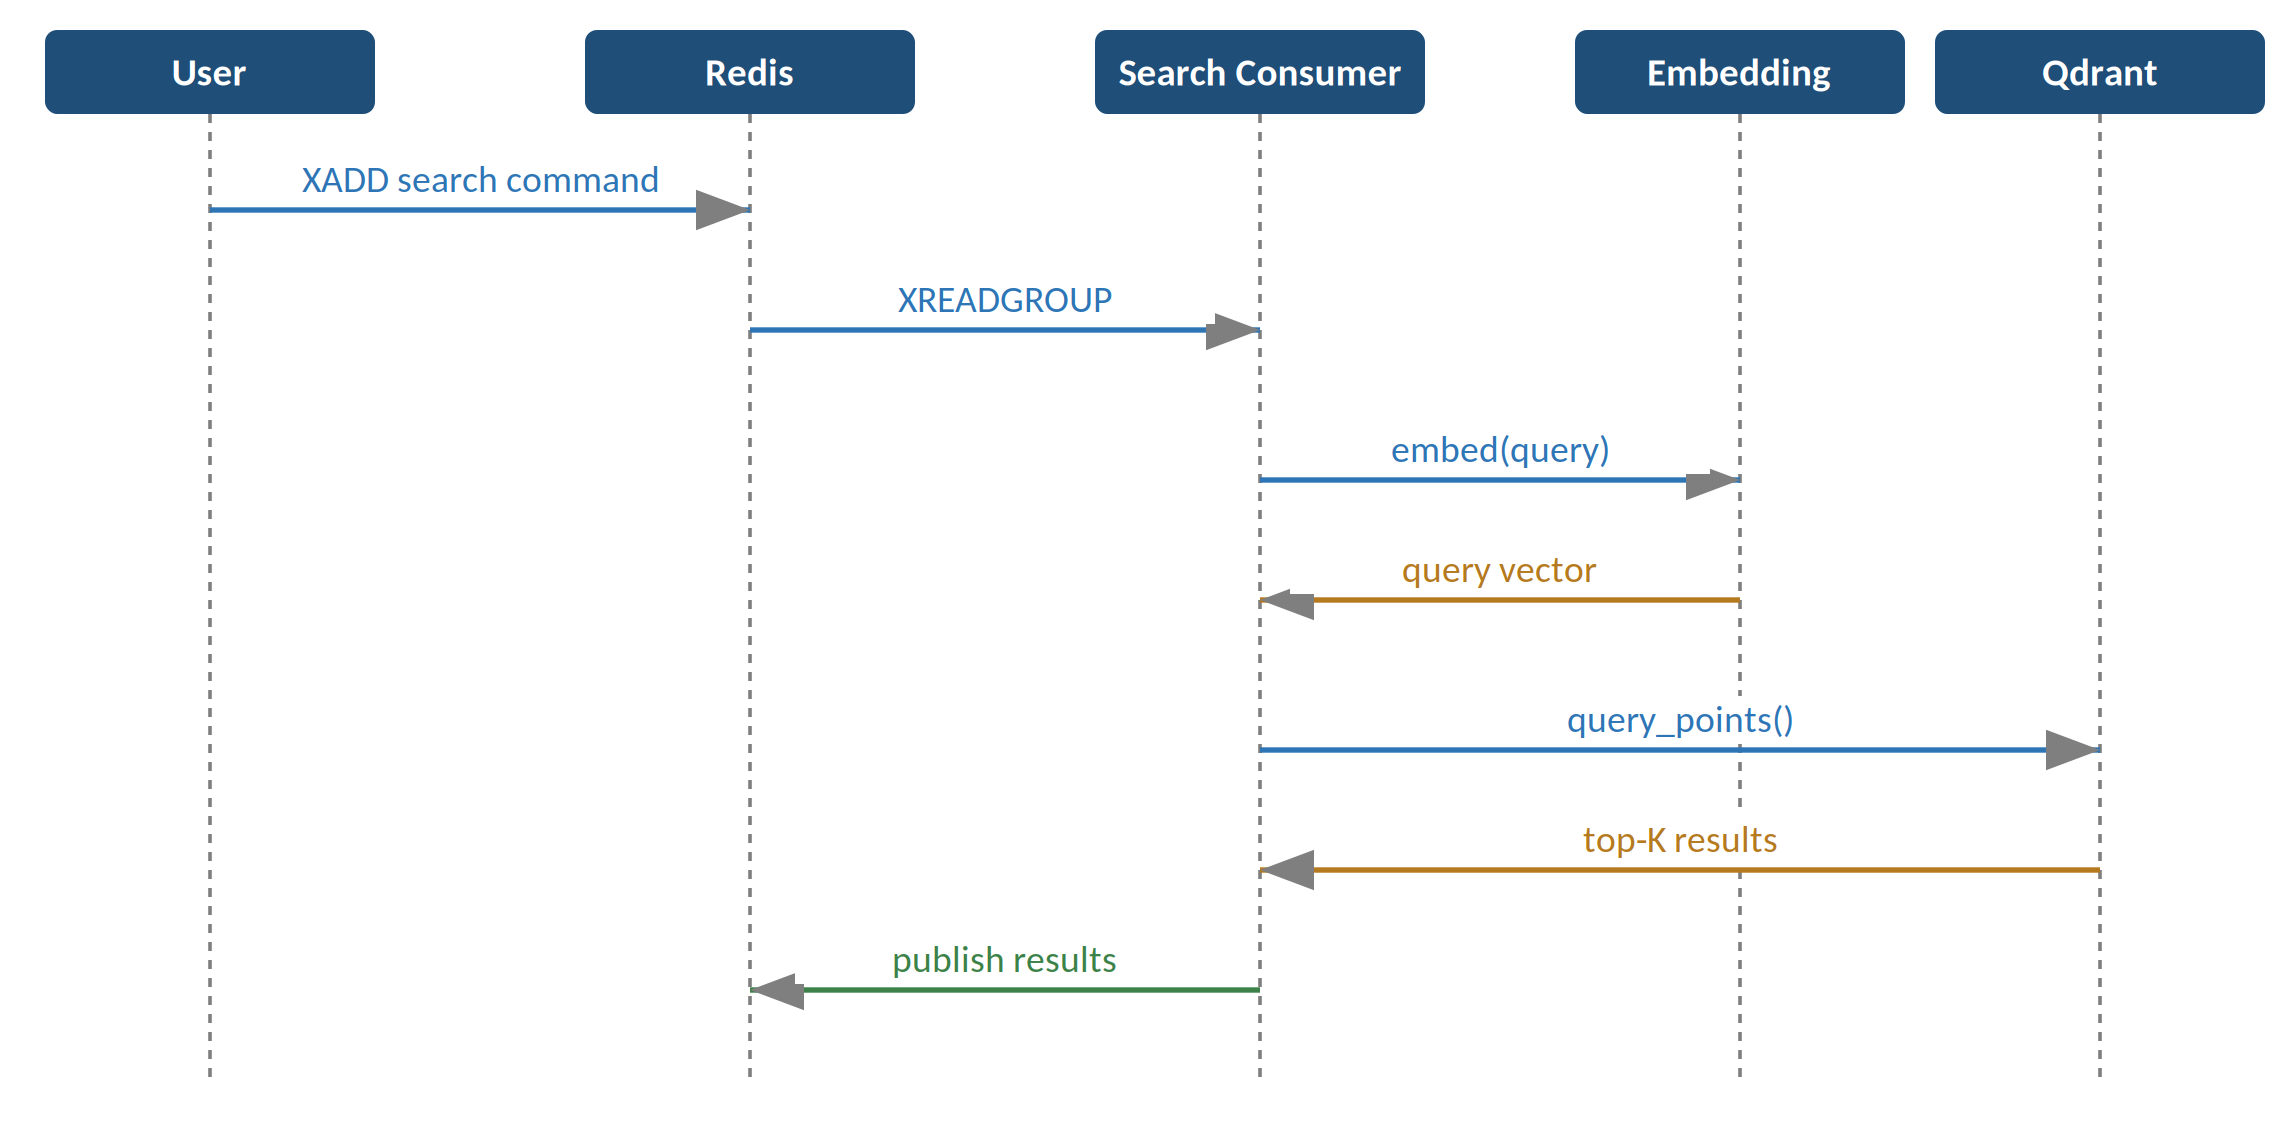 User
Redis
Search Consumer
Embedding
Qdrant
XADD search command
XREADGROUP
embed(query)
query vector
query_points()
top-K results
publish results